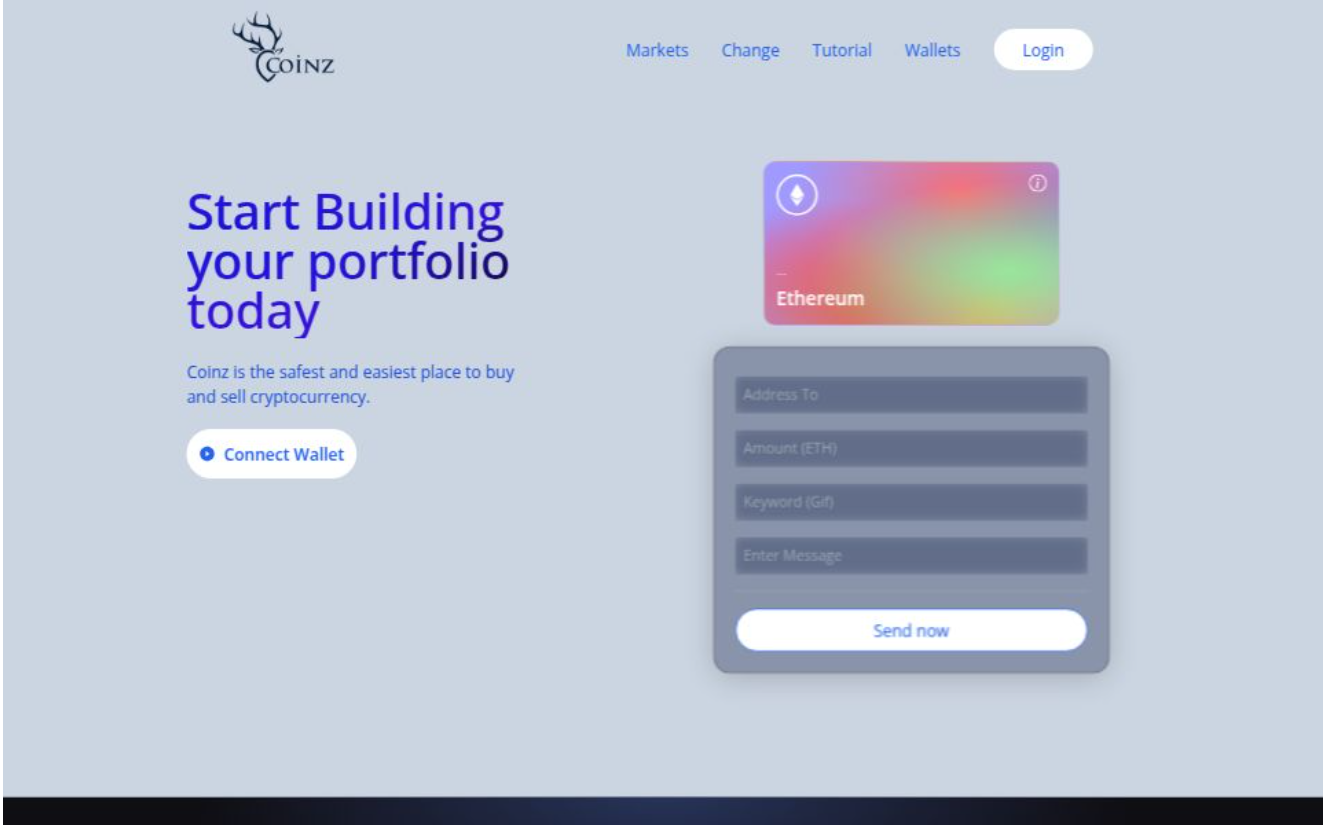 COINZ
Markets Change Tutorial Wallets Login
Start Building
your portfolio
today
Coinz is the safest and easiest place to buy
and sell cryptocurrency.
Connect Wallet
...
Ethereum
Address To
Amount (ETH)
Keyword (Gif)
Enter Message
Send now